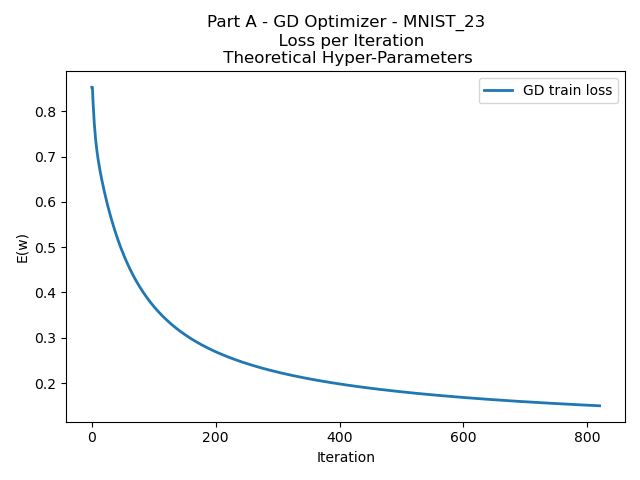 Part A - GD Optimizer - MNIST_23
Loss per Iteration
Theoretical Hyper-Parameters
GD train loss
E(w)
0.8
0.7
0.6
0.5
0.4
0.3
0.2
0 200 400 600 800
Iteration